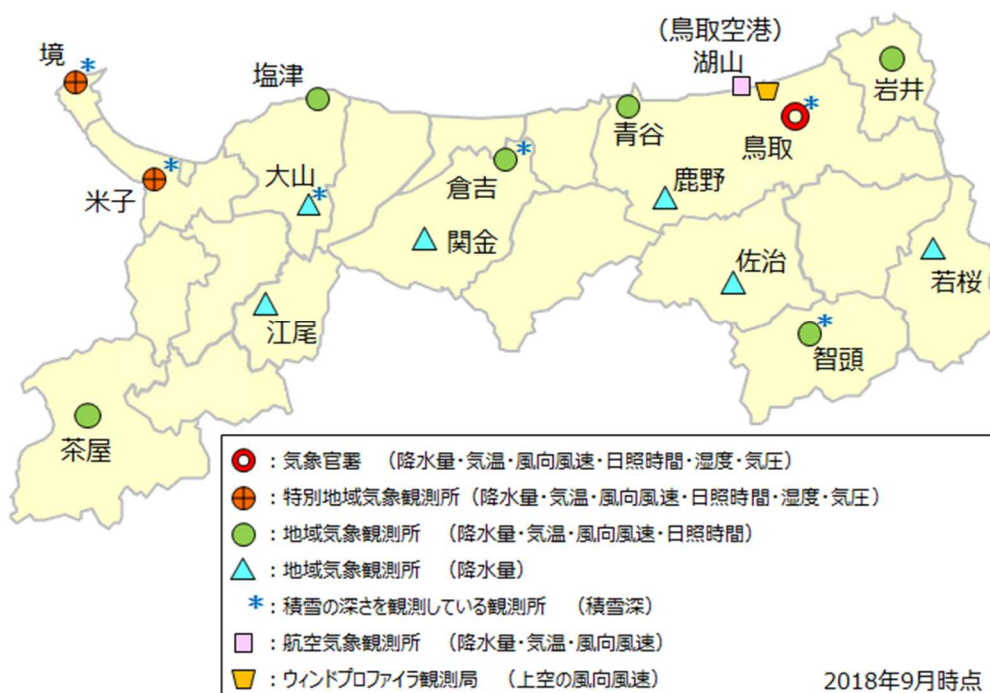 (鳥取空港)
境
湖山
塩津
岩井
青谷
鳥取
米子
大山
倉吉
鹿野
関金
佐治
若桜
江尾
智頭
茶屋
:気象官署 (降水量・気温・風向風速・日照時間・湿度・気圧)
:特別地域気象観測所(降水量・気温・風向風速・日照時間・湿度・気圧)
:地域気象観測所 (降水量・気温・風向風速・日照時間)
:地域気象観測所 (降水量)
*:積雪の深さを観測している観測所 (積雪深)
:航空気象観測所 (降水量・気温・風向風速)
:ウィンドプロファイラ観測局 (上空の風向風速)
2018年9月時点